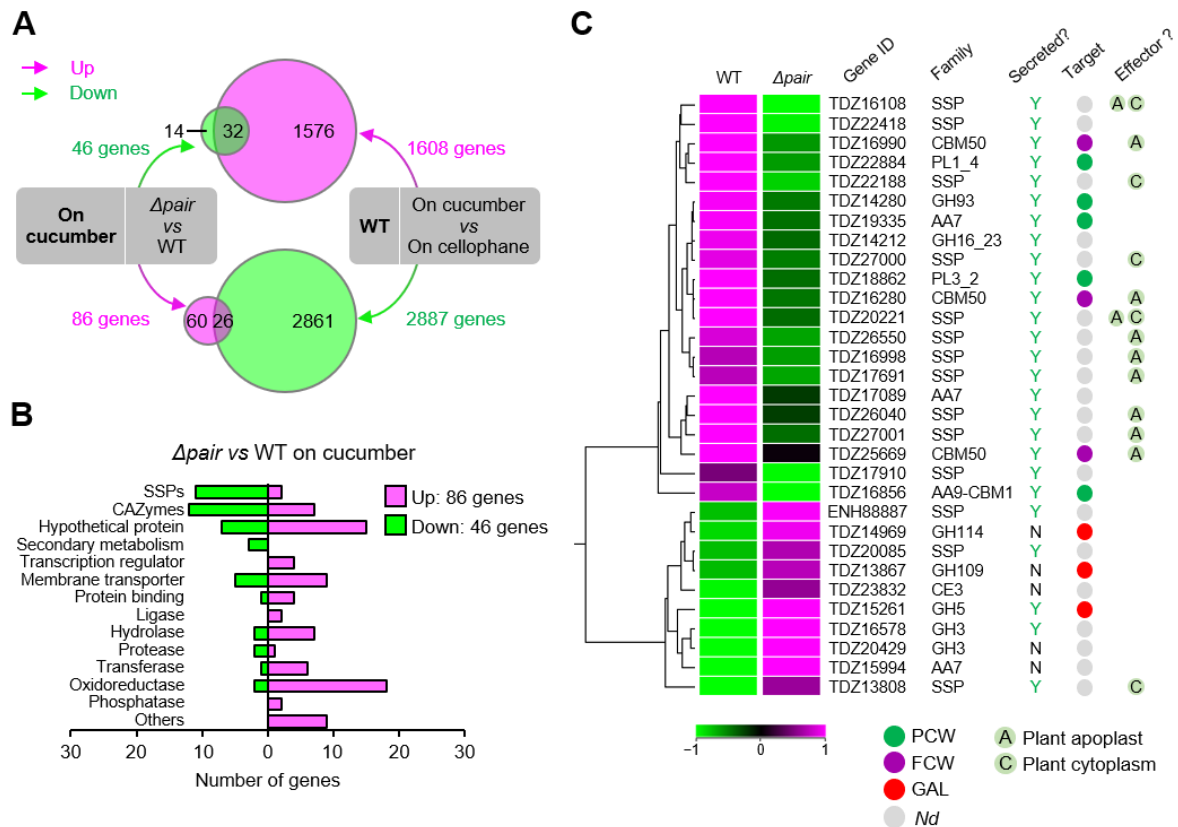 A
Up
Down
14
32
1576
46 genes
1608 genes
On cucumber
Δpair vs WT
WT
On cucumber vs On cellophane
86 genes
60
26
2861
2887 genes
B
Δpair vs WT on cucumber
SSPs
CAZymes
Hypothetical protein
Secondary metabolism
Transcription regulator
Membrane transporter
Protein binding
Ligase
Hydrolase
Protease
Transferase
Oxidoreductase
Phosphatase
Others
Up: 86 genes
Down: 46 genes
30 20 10 0 10 20 30
Number of genes
C
WT Δpair Gene ID Family Secreted? Target Effector ?
TDZ16108 SSP Y A C
TDZ22418 SSP Y
TDZ16990 CBM50 Y A
TDZ22884 PL1_4 Y
TDZ22188 SSP Y C
TDZ14280 GH93 Y
TDZ19335 AA7 Y
TDZ14212 GH16_23 Y
TDZ27000 SSP Y C
TDZ18862 PL3_2 Y
TDZ16280 CBM50 Y A
TDZ20221 SSP Y A C
TDZ26550 SSP Y A
TDZ16998 SSP Y A
TDZ17691 SSP Y A
TDZ17089 AA7 Y
TDZ26040 SSP Y A
TDZ27001 SSP Y A
TDZ25669 CBM50 Y A
TDZ17910 SSP Y
TDZ16856 AA9-CBM1 Y
ENH88887 SSP Y
TDZ14969 GH114 N
TDZ20085 SSP Y
TDZ13867 GH109 N
TDZ23832 CE3 N
TDZ15261 GH5 Y
TDZ16578 GH3 Y
TDZ20429 GH3 N
TDZ15994 AA7 N
TDZ13808 SSP Y C
-1 0 1
PCW
FCW
GAL
Nd
A Plant apoplast
C Plant cytoplasm